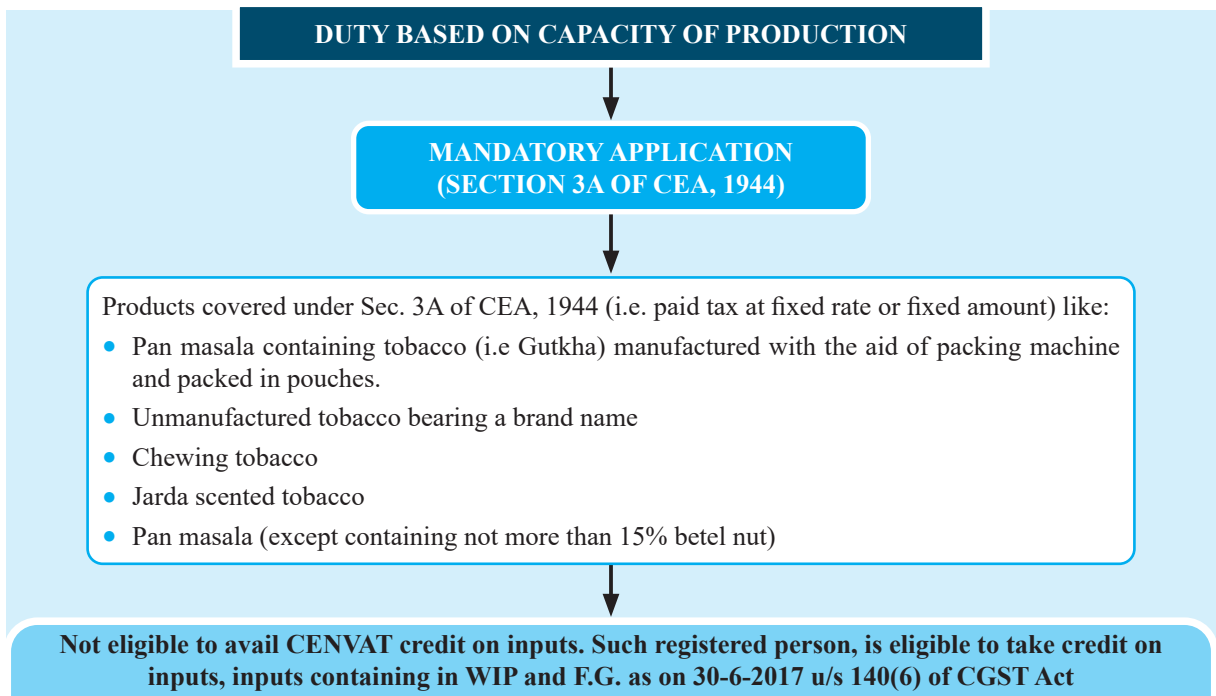 DUTY BASED ON CAPACITY OF PRODUCTION
MANDATORY APPLICATION
(SECTION 3A OF CEA, 1944)
Products covered under Sec. 3A of CEA, 1944 (i.e. paid tax at fixed rate or fixed amount) like:
• Pan masala containing tobacco (i.e Gutkha) manufactured with the aid of packing machine
and packed in pouches.
• Unmanufactured tobacco bearing a brand name
• Chewing tobacco
• Jarda scented tobacco
• Pan masala (except containing not more than 15% betel nut)
Not eligible to avail CENVAT credit on inputs. Such registered person, is eligible to take credit on
inputs, inputs containing in WIP and F.G. as on 30-6-2017 u/s 140(6) of CGST Act